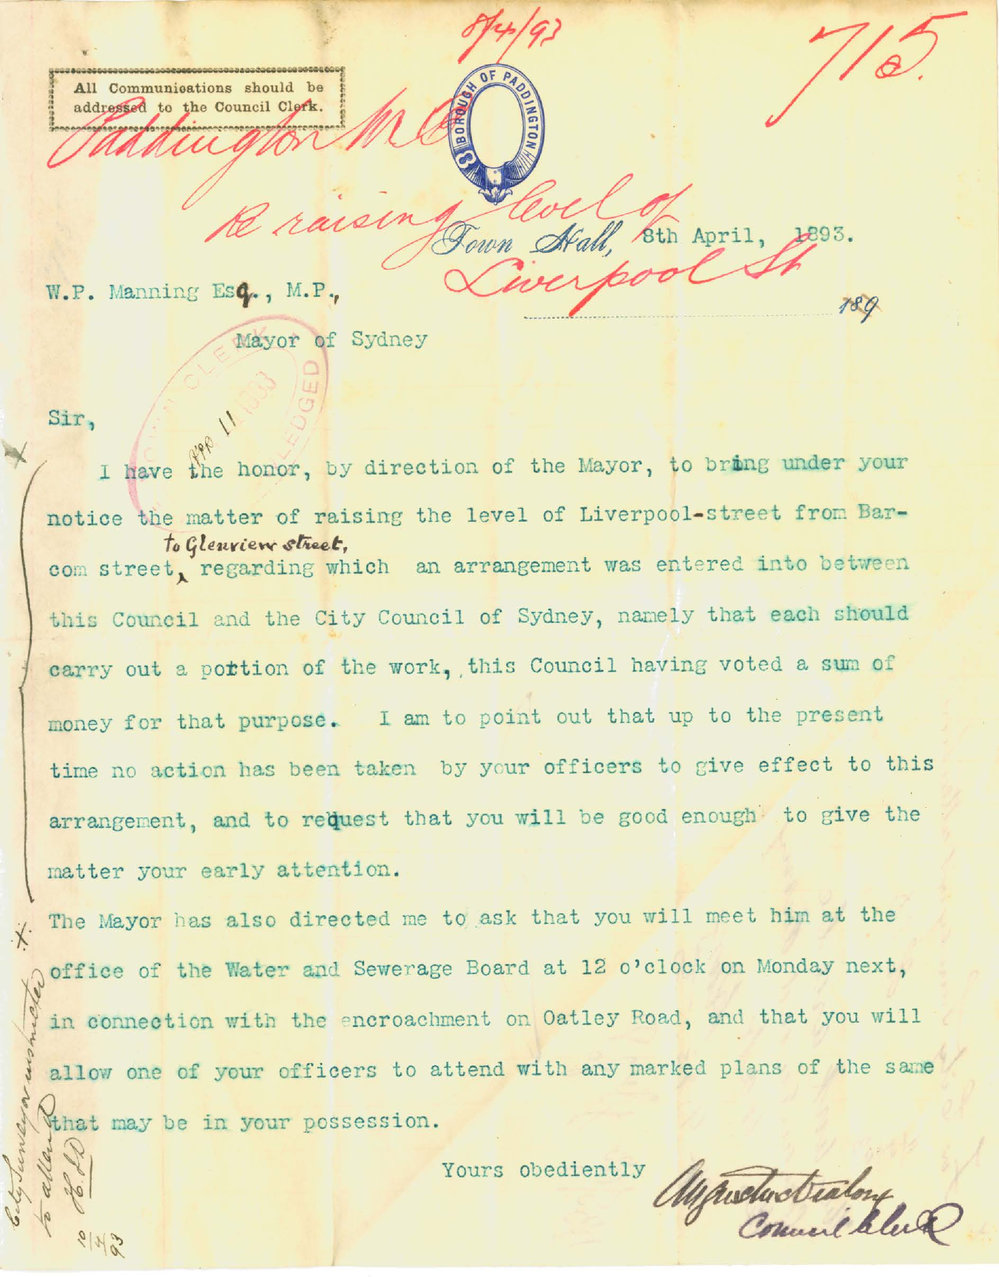 8/4/93
715.
All Communications should be
addressed to the Council Clerk.
BOROUGH OF PADDINGTON
Paddington M.C.
Re raising level of
Liverpool St
Town Hall, 8th April, 1893.
189
W.P. Manning Esq., M.P.,
Mayor of Sydney
CLERK
APR 11 1893
Sir,
I have the honor, by direction of the Mayor, to bring under your
notice the matter of raising the level of Liverpool-street from Bar-
to Glenview street,
com street, regarding which an arrangement was entered into between
this Council and the City Council of Sydney, namely that each should
carry out a portion of the work, this Council having voted a sum of
money for that purpose. I am to point out that up to the present
time no action has been taken by your officers to give effect to this
arrangement, and to request that you will be good enough to give the
matter your early attention.
The Mayor has also directed me to ask that you will meet him at the
office of the Water and Sewerage Board at 12 o'clock on Monday next,
in connection with the encroachment on Oatley Road, and that you will
allow one of your officers to attend with any marked plans of the same
that may be in your possession.
Yours obediently
Council Clerk
City Surveyor instructed
to attend
10/4/93